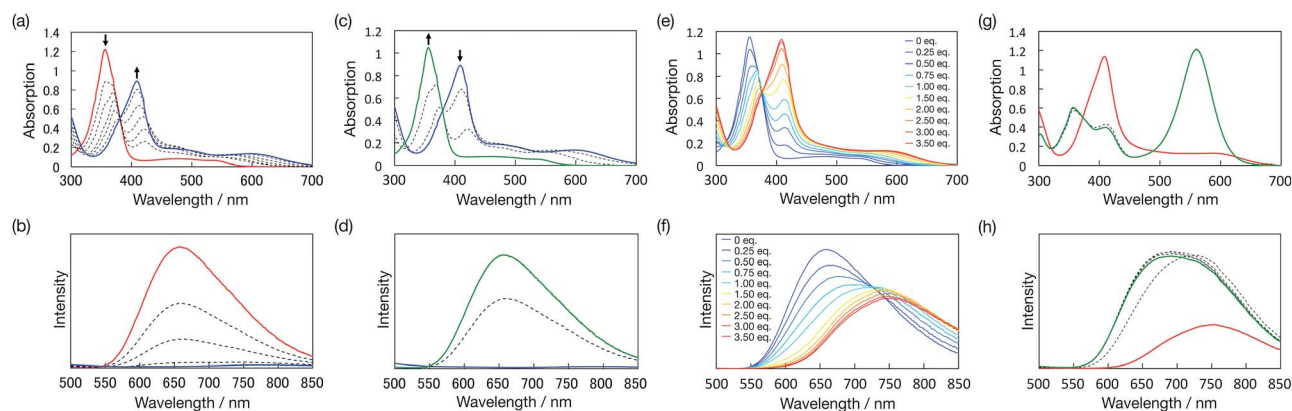 (a)
1.4
1.2
1
0.8
0.6
0.4
0.2
0
Absorption
300 400 500 600 700
Wavelength / nm
(c)
1.2
1
0.8
0.6
0.4
0.2
0
Absorption
300 400 500 600 700
Wavelength / nm
(e)
1.2
1
0.8
0.6
0.4
0.2
0
Absorption
0 eq.
0.25 eq.
0.50 eq.
0.75 eq.
1.00 eq.
1.50 eq.
2.00 eq.
2.50 eq.
3.00 eq.
3.50 eq.
300 400 500 600 700
Wavelength / nm
(g)
1.4
1.2
1
0.8
0.6
0.4
0.2
0
Absorption
300 400 500 600 700
Wavelength / nm
(b)
Intensity
500 550 600 650 700 750 800 850
Wavelength / nm
(d)
Intensity
500 550 600 650 700 750 800 850
Wavelength / nm
(f)
Intensity
0 eq.
0.25 eq.
0.50 eq.
0.75 eq.
1.00 eq.
1.50 eq.
2.00 eq.
2.50 eq.
3.00 eq.
3.50 eq.
500 550 600 650 700 750 800 850
Wavelength / nm
(h)
Intensity
500 550 600 650 700 750 800 850
Wavelength / nm